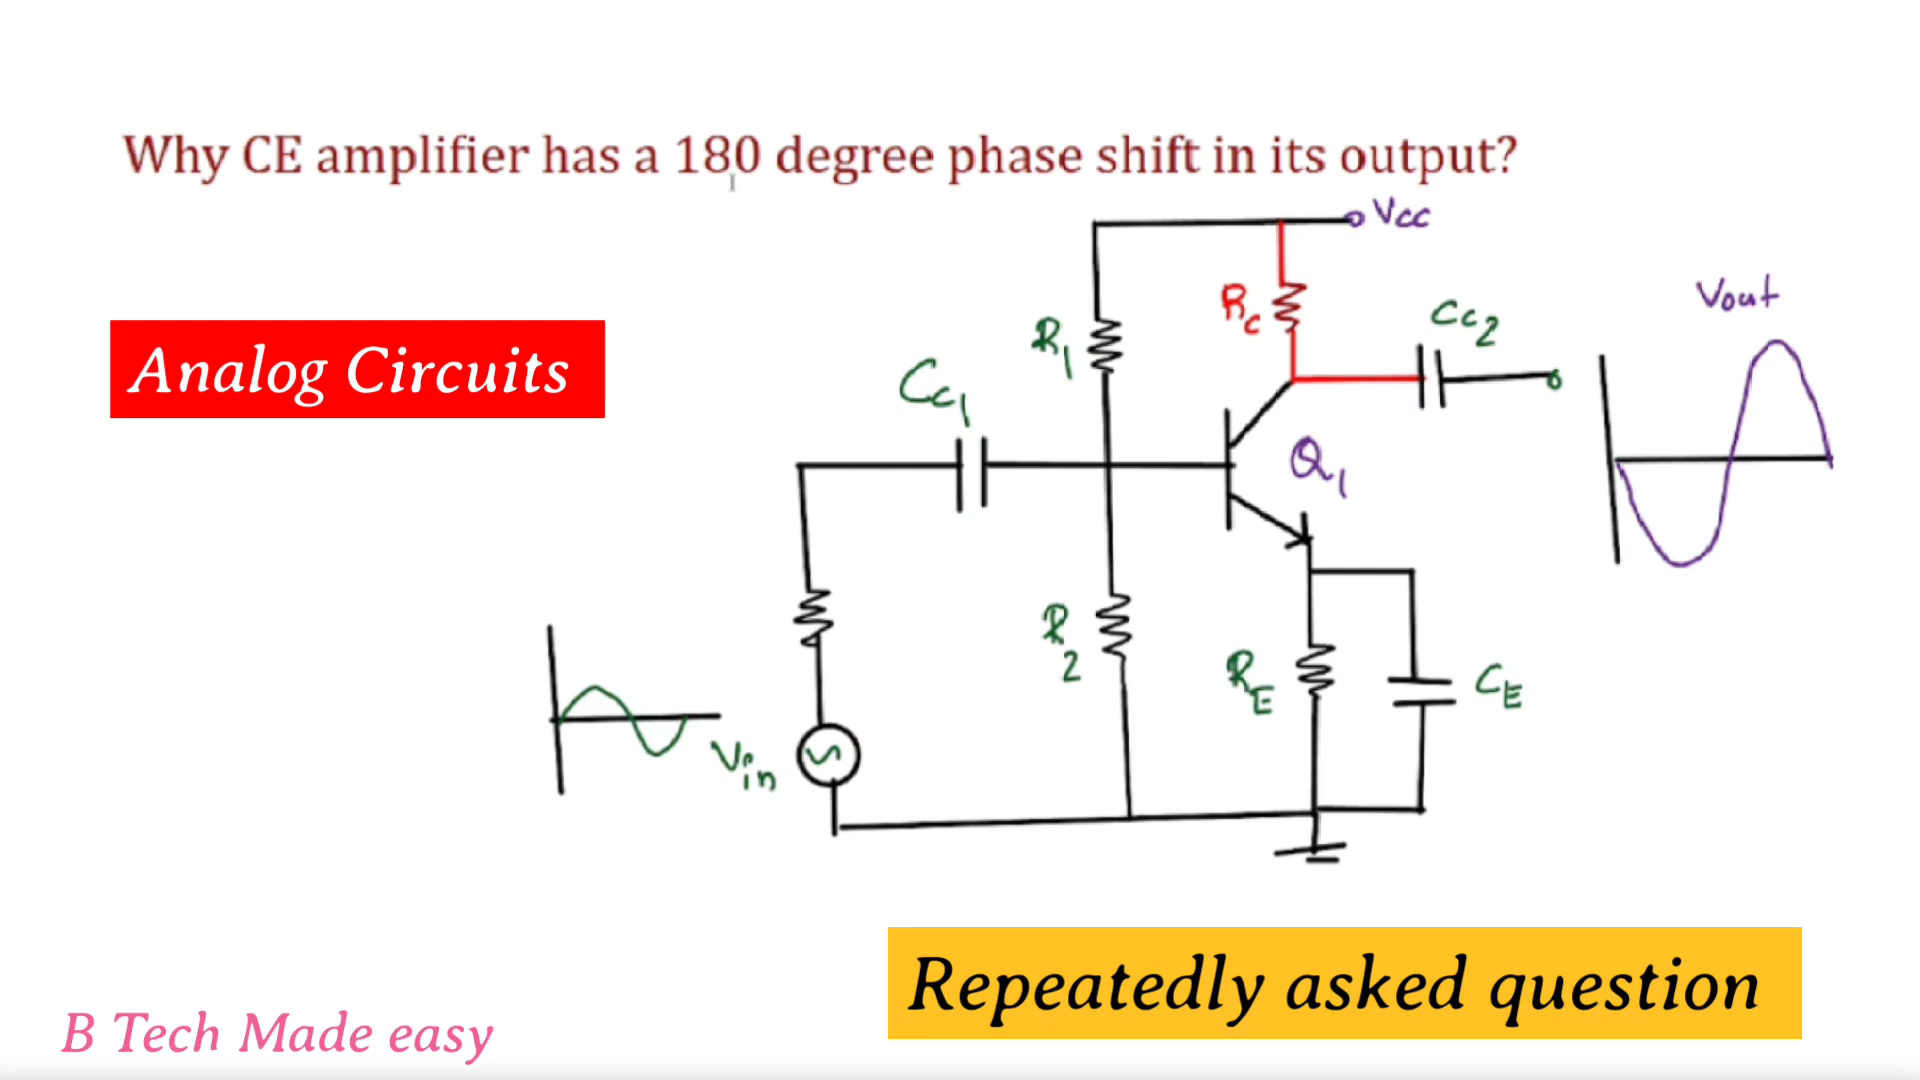 Why CE amplifier has a 180 degree phase shift in its output?
Vcc
Vout
Rc
Cc2
R1
Analog Circuits
Cc1
Q1
R2
RE
CE
Vin
Repeatedly asked question
B Tech Made easy